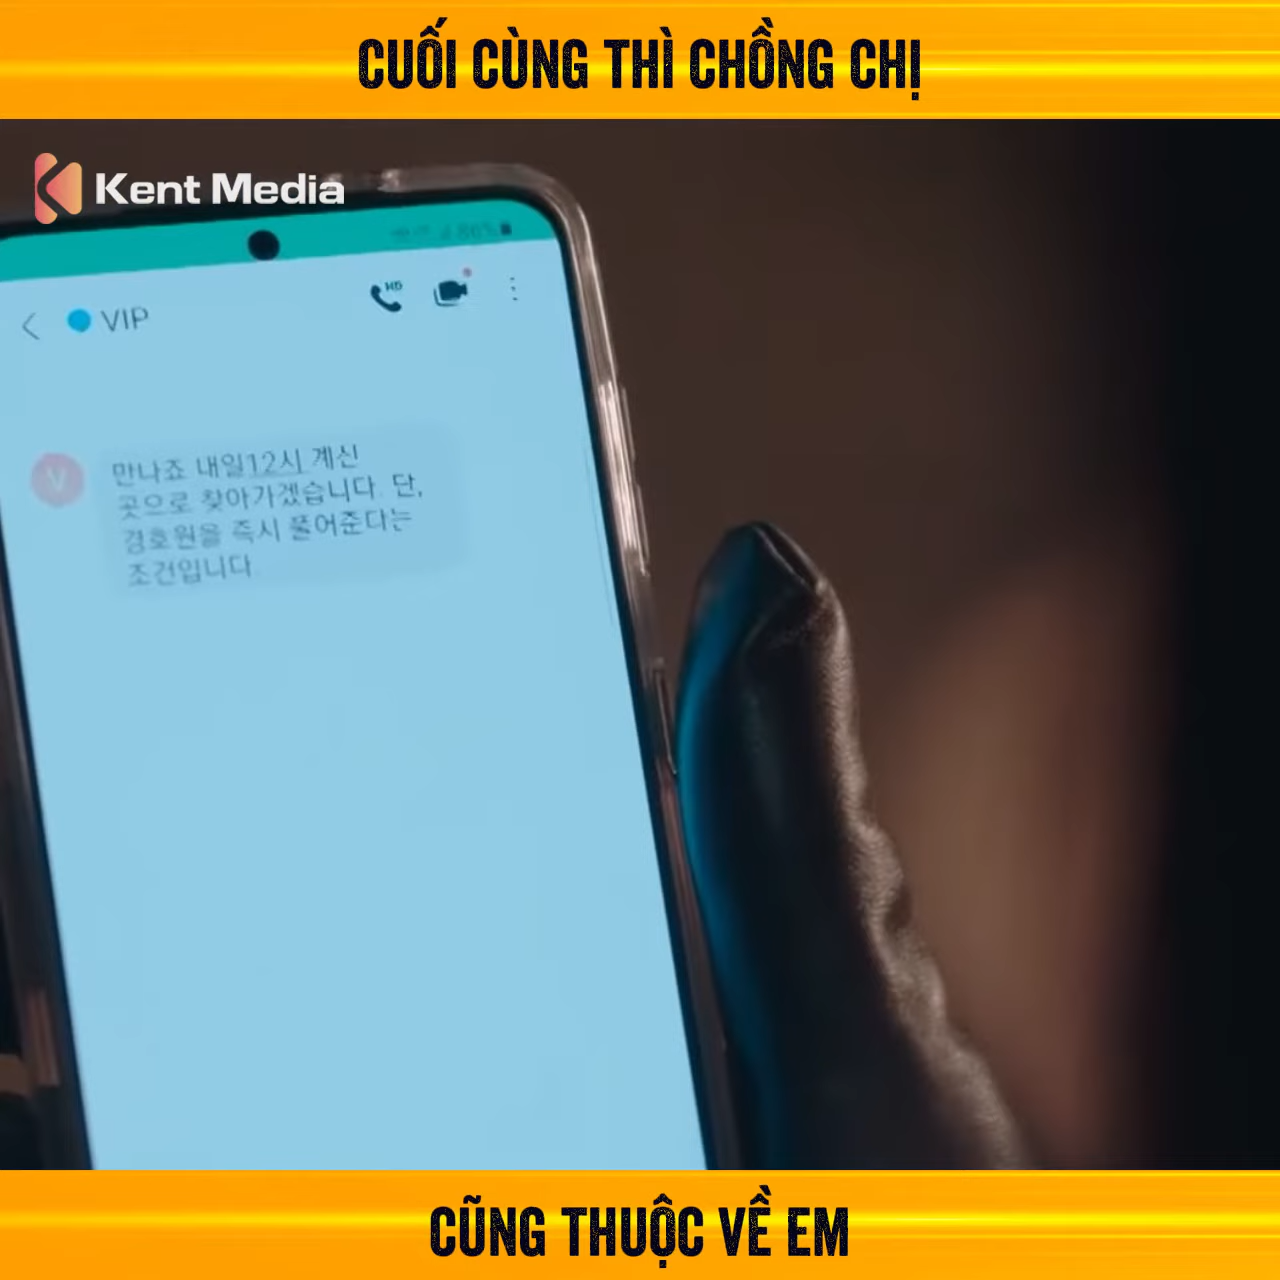 CUỐI CÙNG THÌ CHỒNG CHỊ
Kent Media
86%
HD
VIP
V
만나죠 내일12시 계신
곳으로 찾아가겠습니다. 단,
경호원을 즉시 풀어준다는
조건입니다.
CŨNG THUỘC VỀ EM